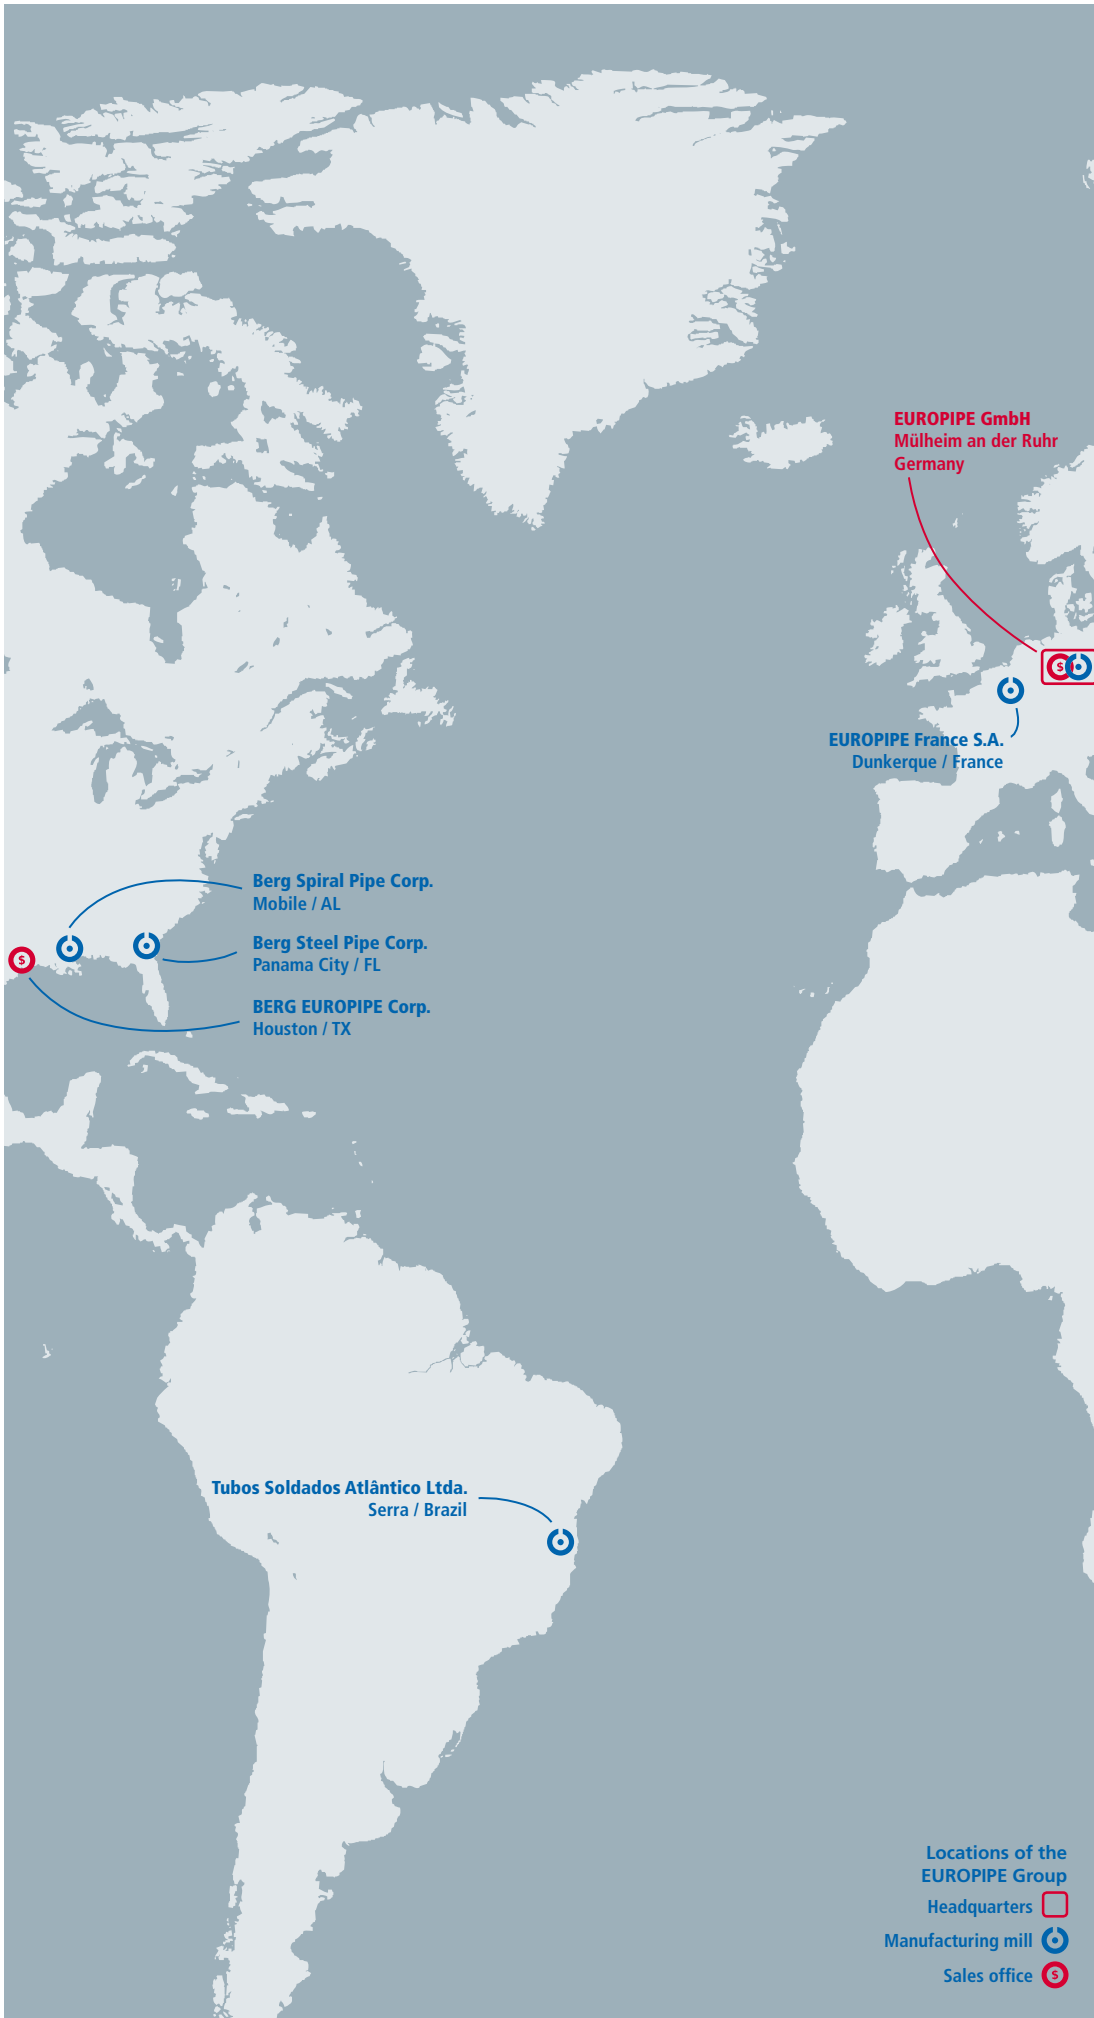 EUROPIPE GmbH
Mülheim an der Ruhr
Germany
$
EUROPIPE France S.A.
Dunkerque / France
Berg Spiral Pipe Corp.
Mobile / AL
Berg Steel Pipe Corp.
Panama City / FL
$
BERG EUROPIPE Corp.
Houston / TX
Tubos Soldados Atlântico Ltda.
Serra / Brazil
Locations of the
EUROPIPE Group
Headquarters
Manufacturing mill
Sales office $